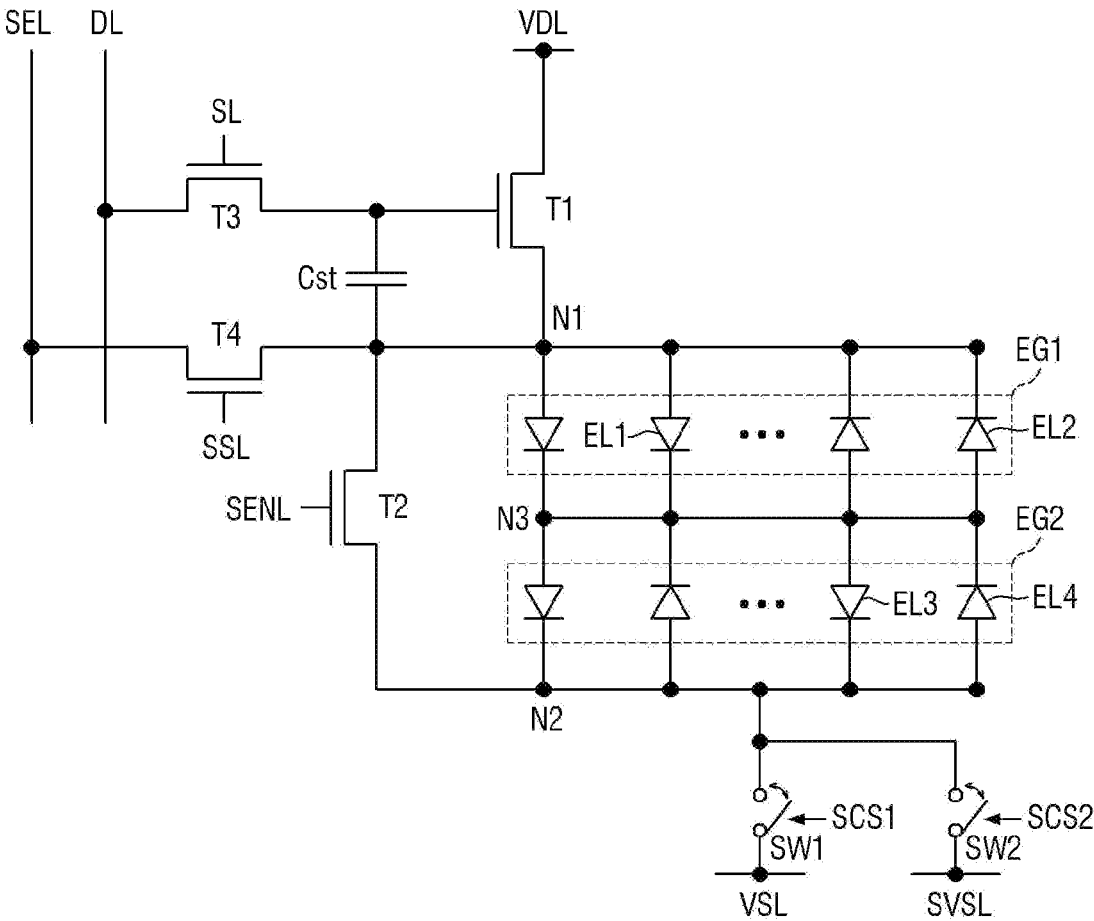 SEL
DL
VDL
SL
T3
T1
Cst
N1
T4
EG1
SSL
EL1
EL2
SENL
T2
N3
EG2
EL3
EL4
N2
SCS1
SCS2
SW1
SW2
VSL
SVSL